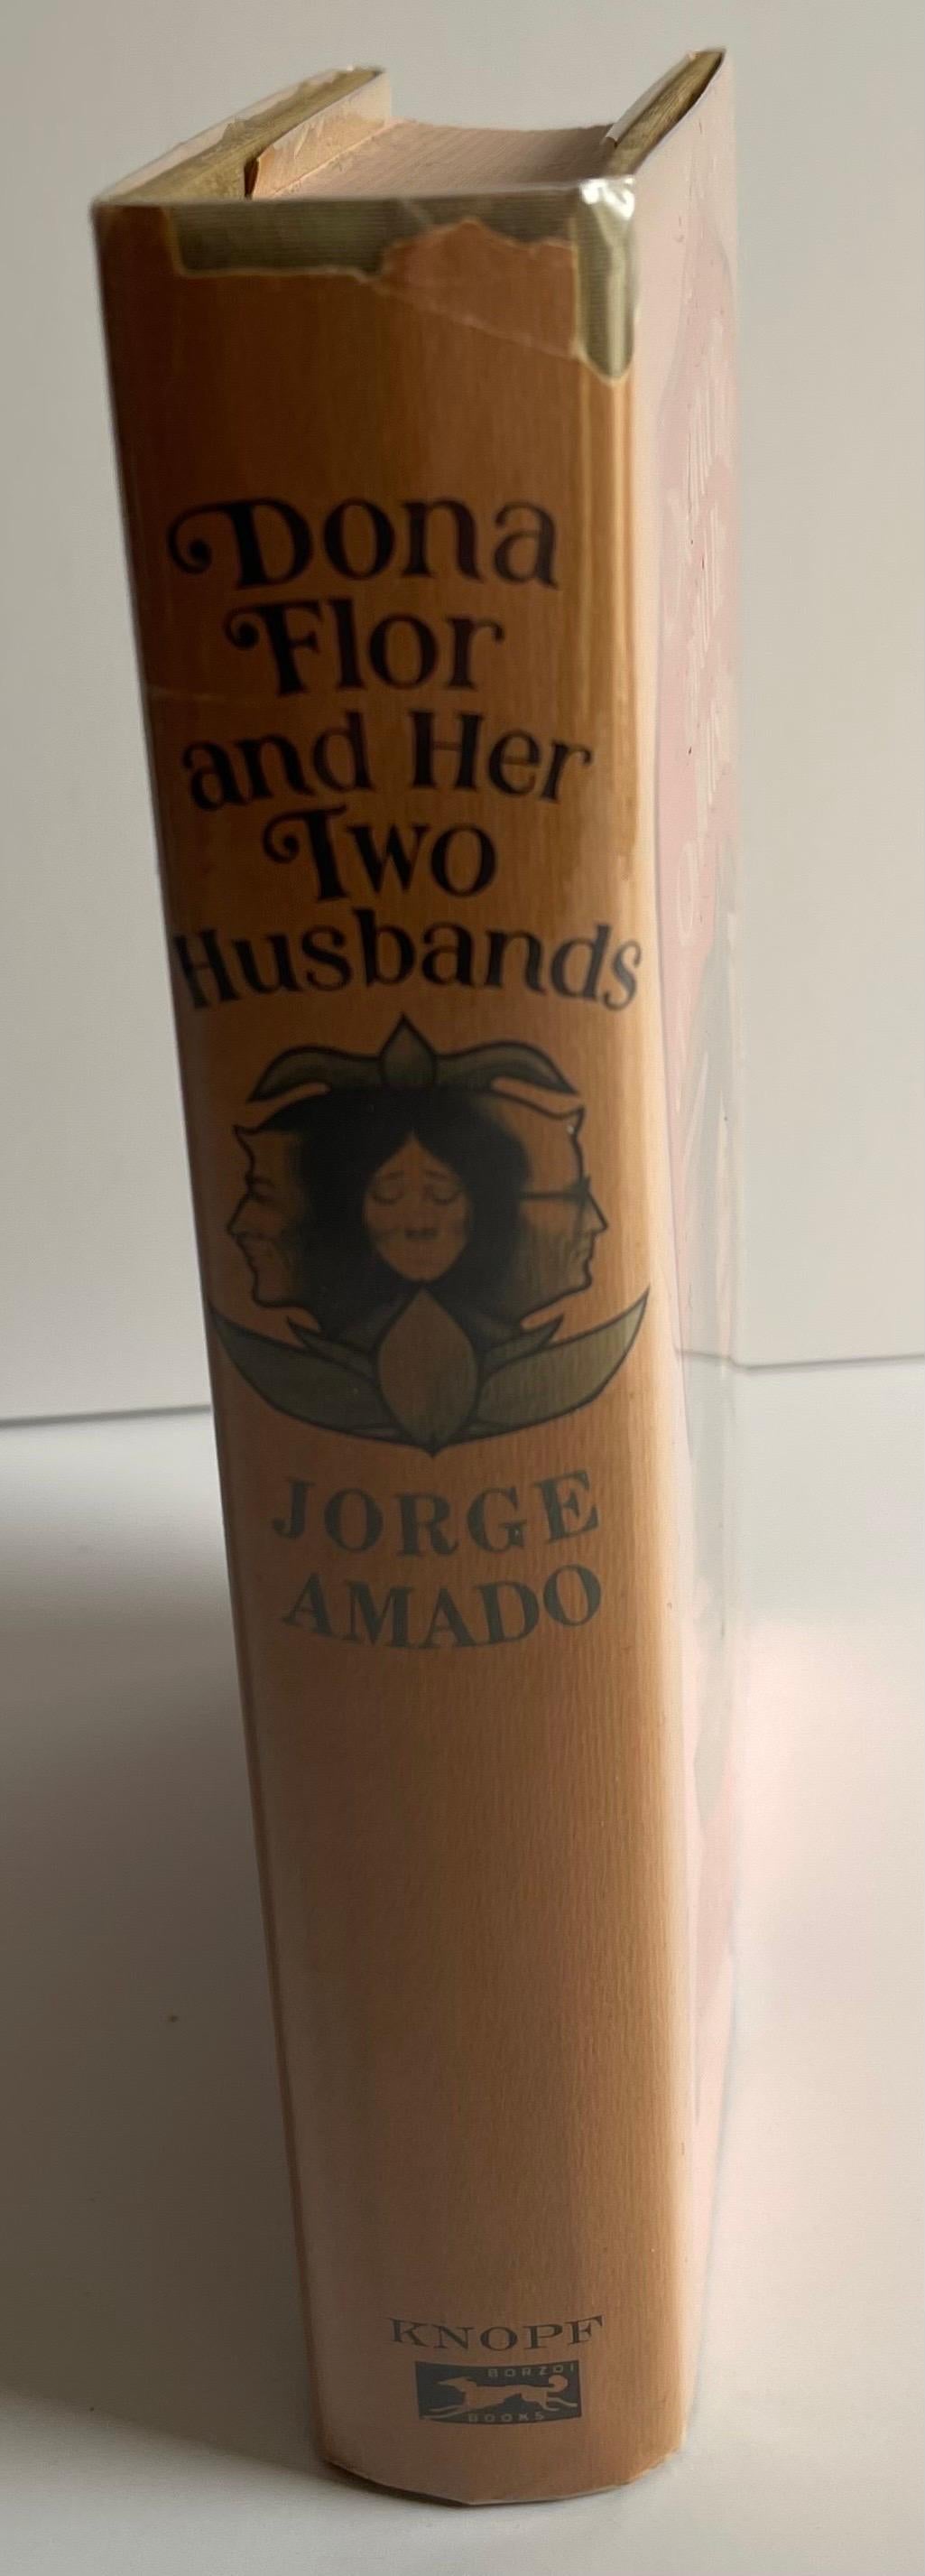 Dona
Flor
and Her
Two
Husbands
JORGE
AMADO
KNOPF
BORZOI
BOOKS